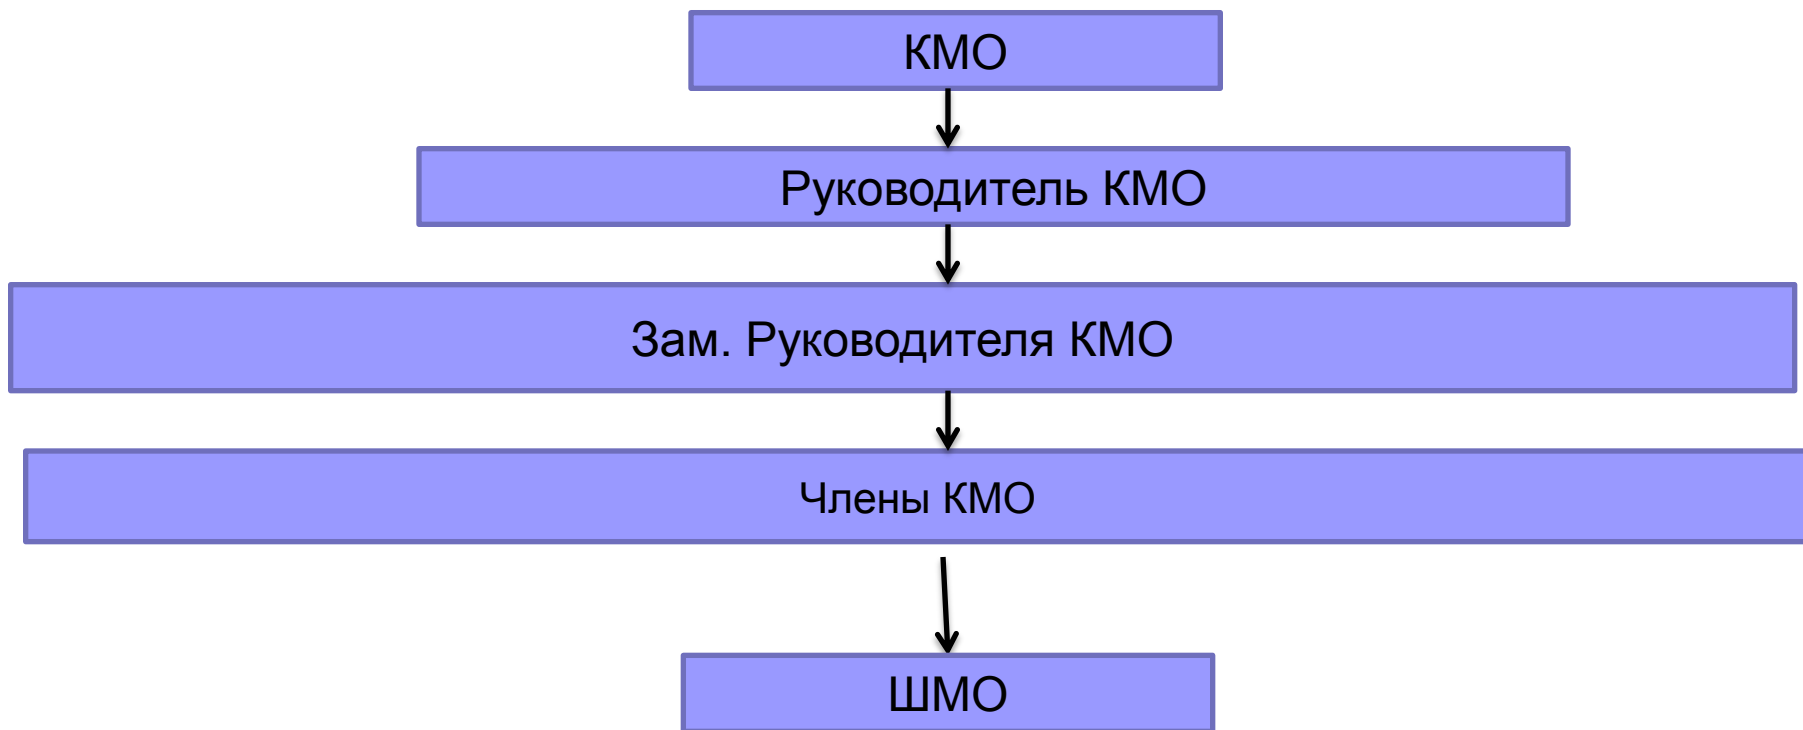 КМО
Руководитель КМО
Зам. Руководителя КМО
Члены КМО
ШМО